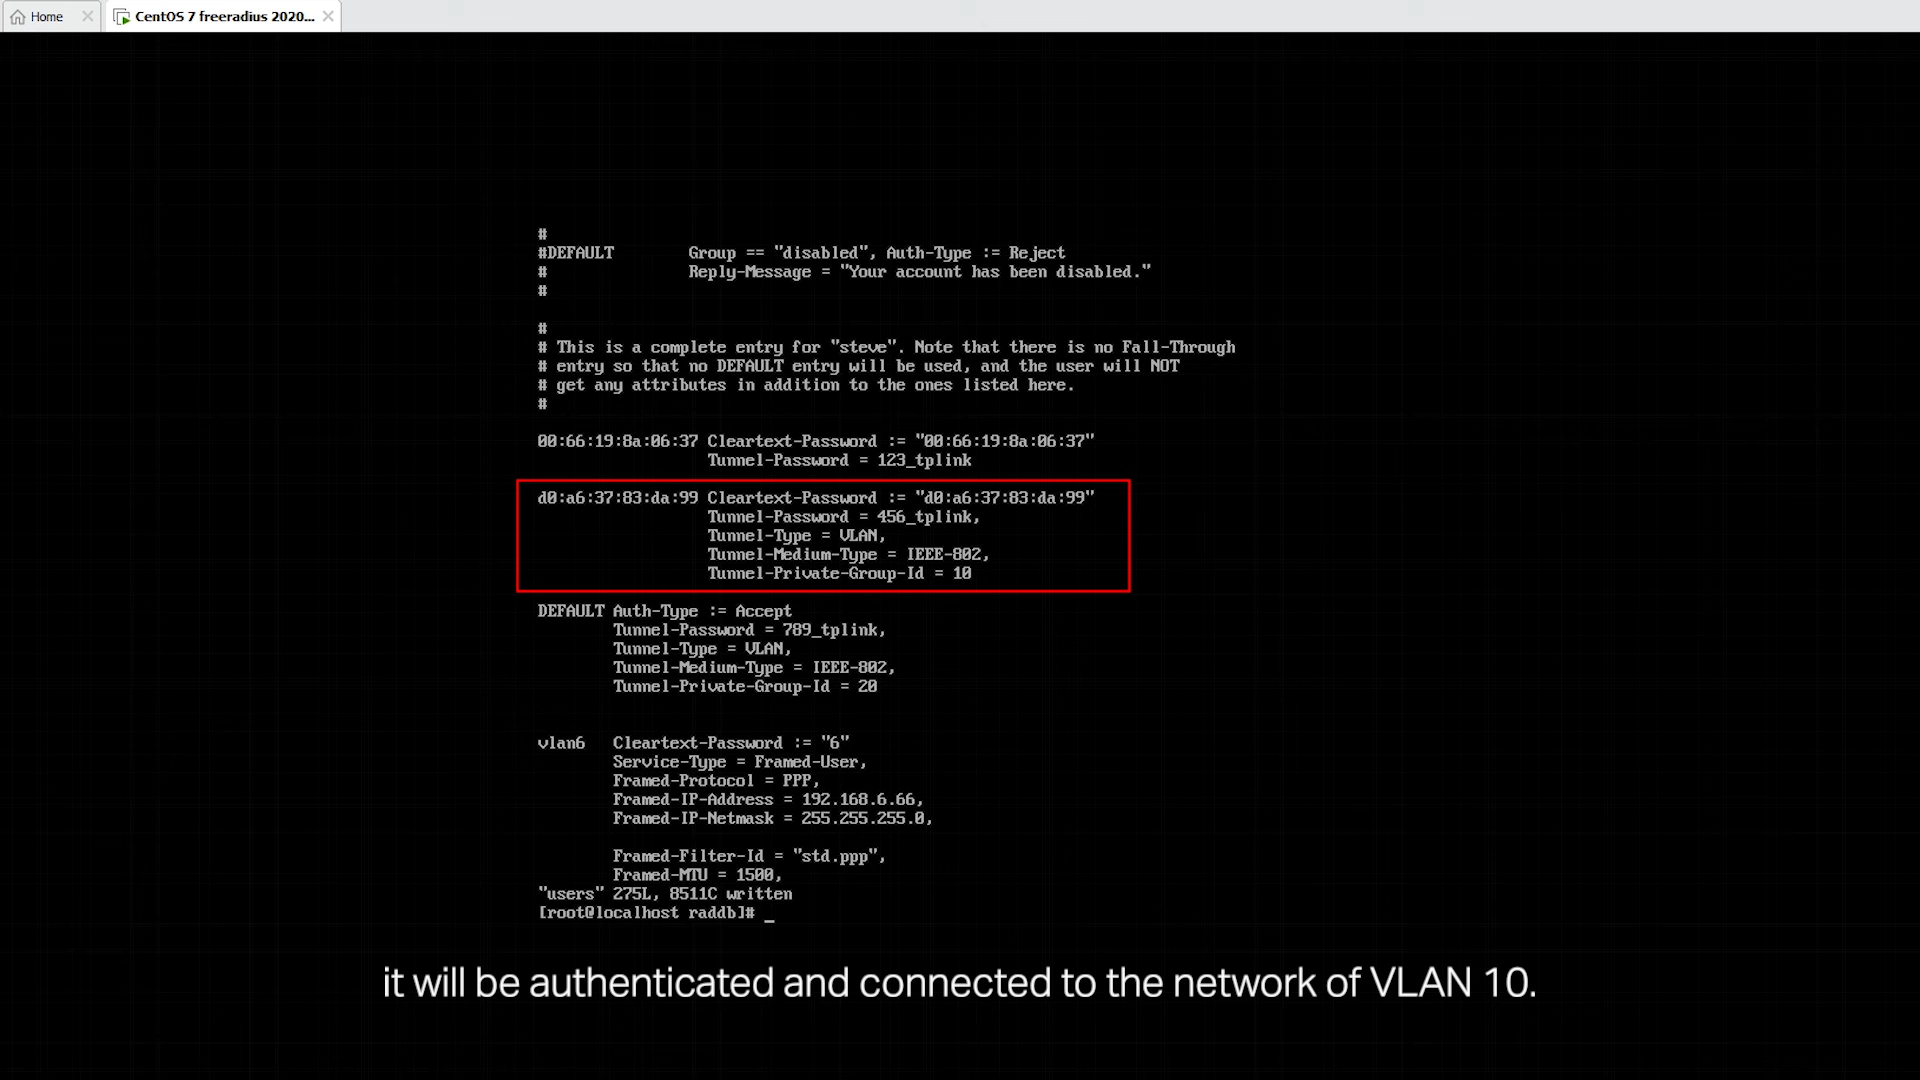 Home
CentOS 7 freeradius 2020...
#
#DEFAULT Group == "disabled", Auth-Type := Reject
# Reply-Message = "Your account has been disabled."
#
#
# This is a complete entry for "steve". Note that there is no Fall-Through
# entry so that no DEFAULT entry will be used, and the user will NOT
# get any attributes in addition to the ones listed here.
#
00:66:19:8a:06:37 Cleartext-Password := "00:66:19:8a:06:37"
Tunnel-Password = 123_tplink
d0:a6:37:83:da:99 Cleartext-Password := "d0:a6:37:83:da:99"
Tunnel-Password = 456_tplink,
Tunnel-Type = VLAN,
Tunnel-Medium-Type = IEEE-802,
Tunnel-Private-Group-Id = 10
DEFAULT Auth-Type := Accept
Tunnel-Password = 789_tplink,
Tunnel-Type = VLAN,
Tunnel-Medium-Type = IEEE-802,
Tunnel-Private-Group-Id = 20
vlan6 Cleartext-Password := "6"
Service-Type = Framed-User,
Framed-Protocol = PPP,
Framed-IP-Address = 192.168.6.66,
Framed-IP-Netmask = 255.255.255.0,
Framed-Filter-Id = "std.ppp",
Framed-MTU = 1500,
"users" 275L, 8511C written
[root@localhost raddb]# _
it will be authenticated and connected to the network of VLAN 10.